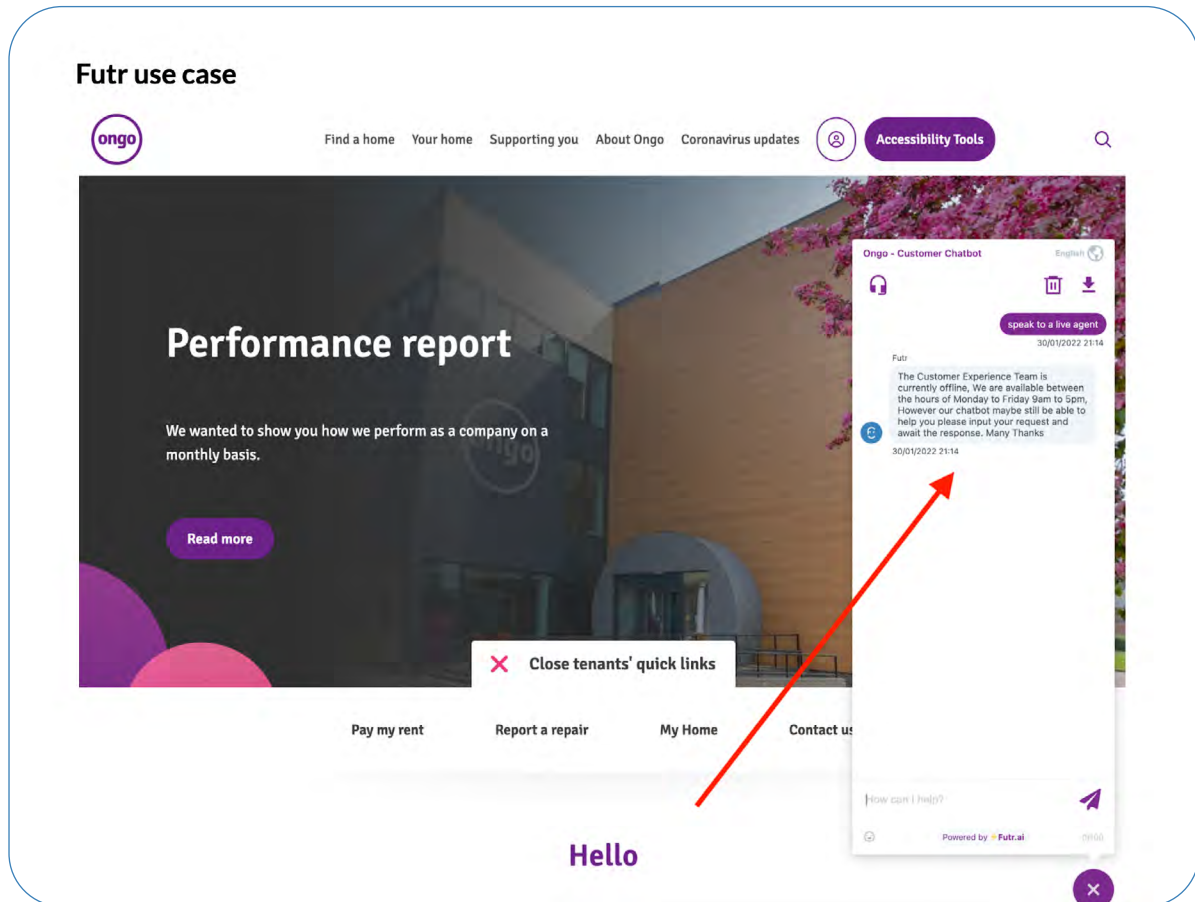 Futr use case
ongo
Find a home Your home Supporting you About Ongo Coronavirus updates Accessibility Tools
Ongo - Customer Chatbot English
speak to a live agent
30/01/2022 21:14
Futr
The Customer Experience Team is
currently offline, We are available between
the hours of Monday to Friday 9am to 5pm,
However our chatbot maybe still be able to
help you please input your request and
await the response. Many Thanks
30/01/2022 21:14
Performance report
We wanted to show you how we perform as a company on a
monthly basis.
ongo
Read more
Close tenants' quick links
Pay my rent Report a repair My Home Contact us
How can I help?
Powered by Futr.ai
Hello